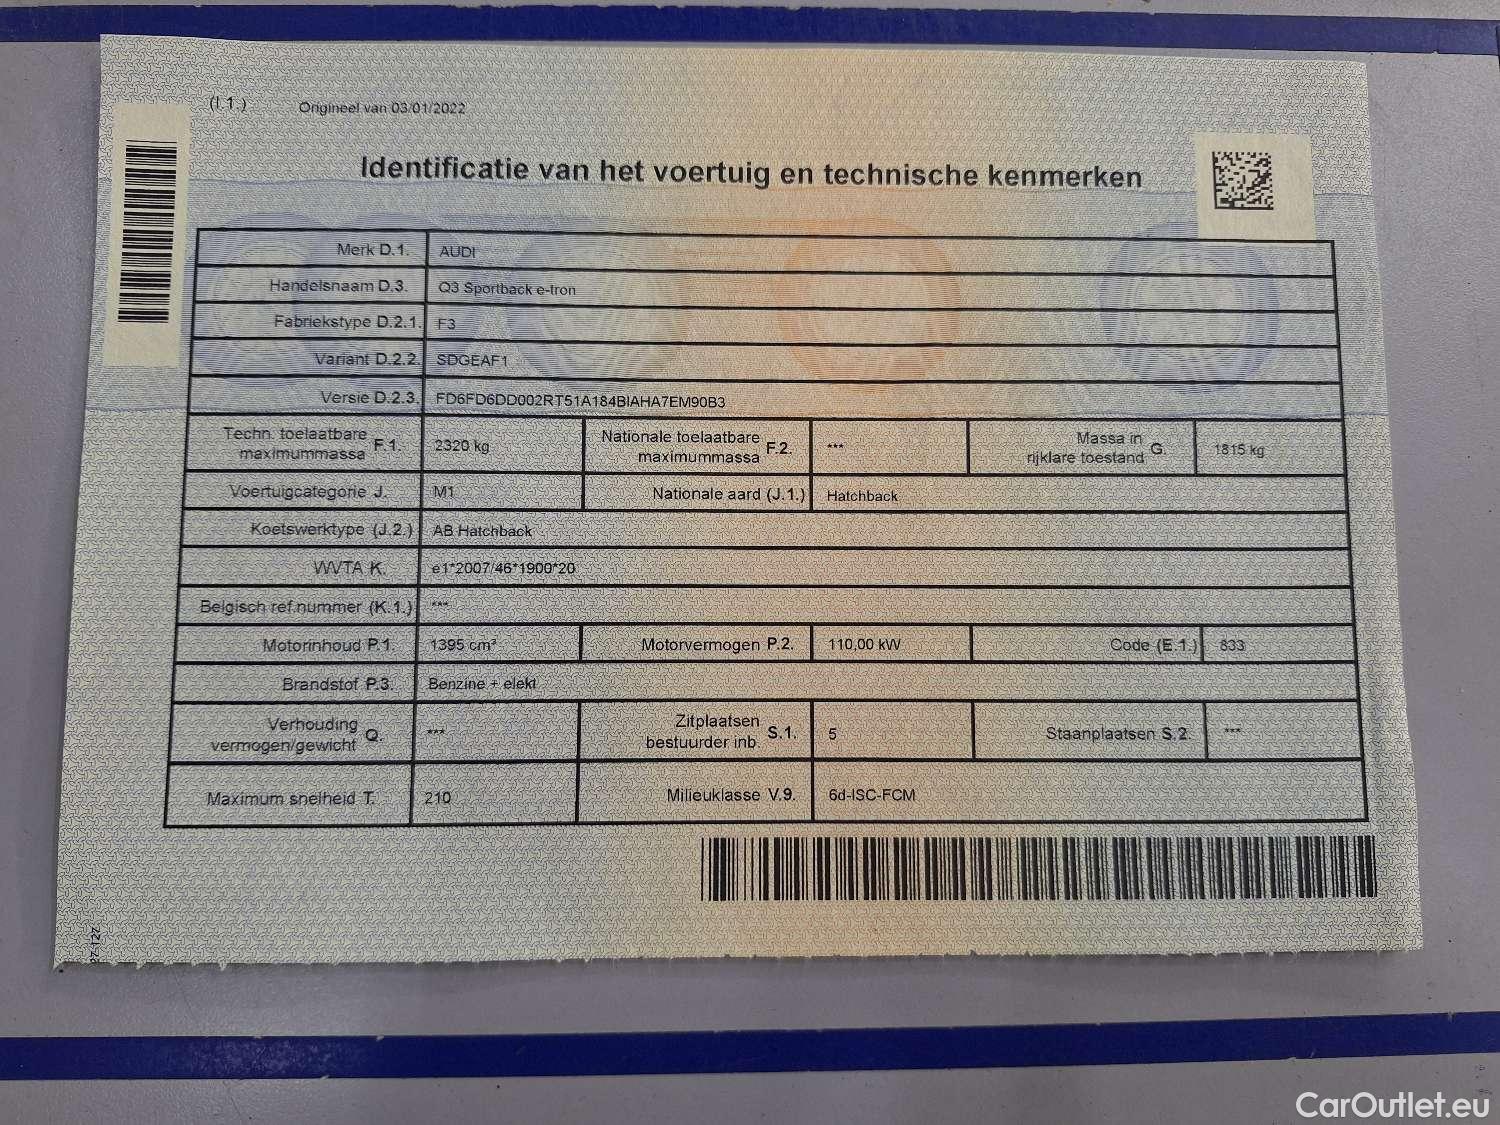 (I.1.) Origineel van 03/01/2022
Identificatie van het voertuig en technische kenmerken
Merk D.1. AUDI
Handelsnaam D.3. Q3 Sportback e-tron
Fabriekstype D.2.1. F3
Variant D.2.2. SDGEAF1
Versie D.2.3. FD6FD6DD002RT51A184BIAHA7EM90B3
Techn. toelaatbare maximummassa F.1. 2320 kg Nationale toelaatbare maximummassa F.2. *** Massa in rijklare toestand G. 1815 kg
Voertuigcategorie J. M1 Nationale aard (J.1.) Hatchback
Koetswerktype (J.2.) AB Hatchback
WVTA K. e1*2007/46*1900*20
Belgisch ref.nummer (K.1.) ***
Motorinhoud P.1. 1395 cm³ Motorvermogen P.2. 110,00 kW Code (E.1.) 833
Brandstof P.3. Benzine + elekt
Verhouding vermogen/gewicht Q. *** Zitplaatsen bestuurder inb. S.1. 5 Staanplaatsen S.2. ***
Maximum snelheid T. 210 Milieuklasse V.9. 6d-ISC-FCM
CarOutlet.eu